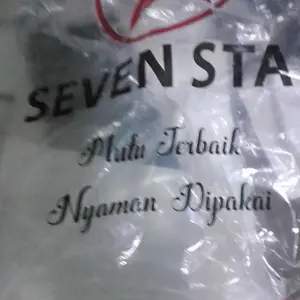 SEVEN STA
Mutu Terbaik
Nyaman Dipakai